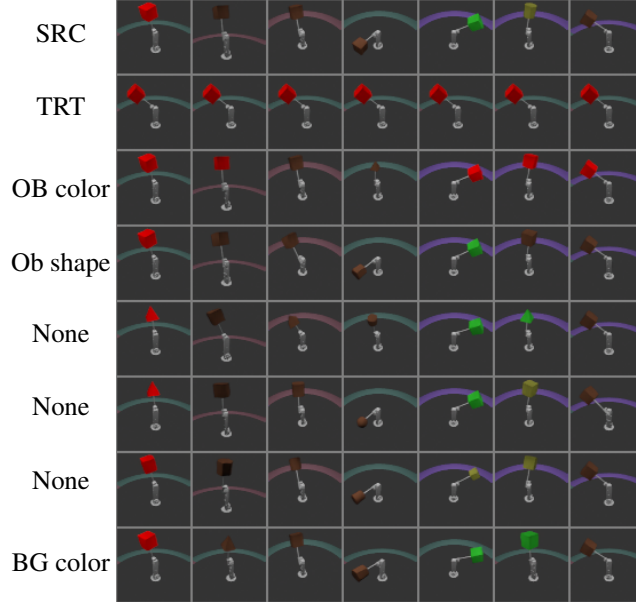 SRC
TRT
OB color
Ob shape
None
None
None
BG color